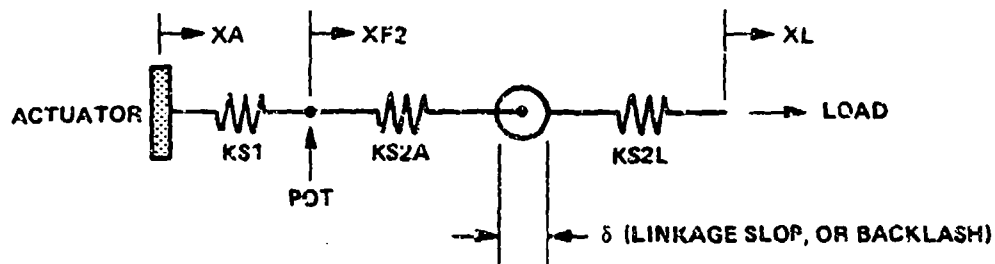 XA
XF2
XL
ACTUATOR
LOAD
KS1
KS2A
KS2L
POT
δ (LINKAGE SLOP, OR BACKLASH)